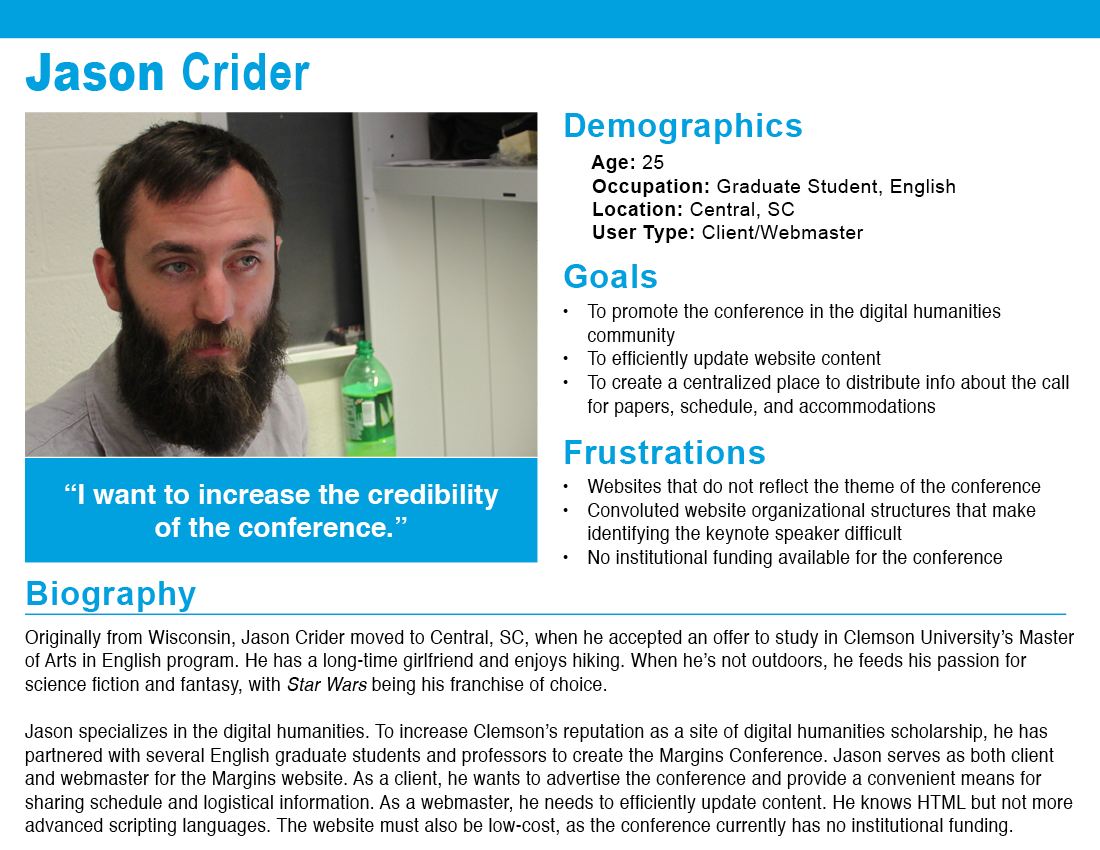 Jason Crider
Demographics
Age: 25
Occupation: Graduate Student, English
Location: Central, SC
User Type: Client/Webmaster
Goals
• To promote the conference in the digital humanities
community
• To efficiently update website content
• To create a centralized place to distribute info about the call
for papers, schedule, and accommodations
Frustrations
• Websites that do not reflect the theme of the conference
• Convoluted website organizational structures that make
identifying the keynote speaker difficult
• No institutional funding available for the conference
“I want to increase the credibility
of the conference.”
Biography
Originally from Wisconsin, Jason Crider moved to Central, SC, when he accepted an offer to study in Clemson University’s Master
of Arts in English program. He has a long-time girlfriend and enjoys hiking. When he’s not outdoors, he feeds his passion for
science fiction and fantasy, with Star Wars being his franchise of choice.
Jason specializes in the digital humanities. To increase Clemson’s reputation as a site of digital humanities scholarship, he has
partnered with several English graduate students and professors to create the Margins Conference. Jason serves as both client
and webmaster for the Margins website. As a client, he wants to advertise the conference and provide a convenient means for
sharing schedule and logistical information. As a webmaster, he needs to efficiently update content. He knows HTML but not more
advanced scripting languages. The website must also be low-cost, as the conference currently has no institutional funding.